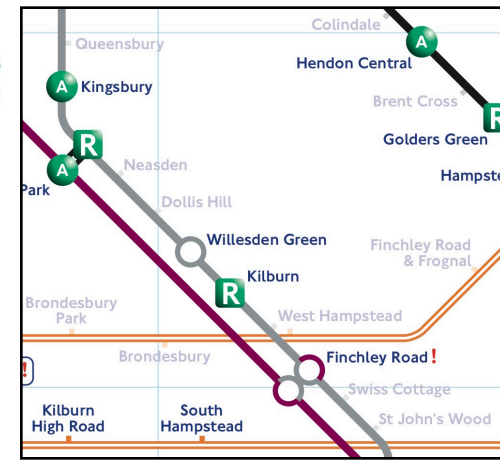 Colindale
Queensbury
A
Hendon Central
A
Kingsbury
Brent Cross
R
Golders Green
R
Neasden
A
Park
Hampste
Dollis Hill
Willesden Green
Finchley Road
& Frognal
Kilburn
R
Brondesbury
Park
West Hampstead
Brondesbury
Finchley Road!
!
Swiss Cottage
Kilburn
High Road
South
Hampstead
St John's Wood